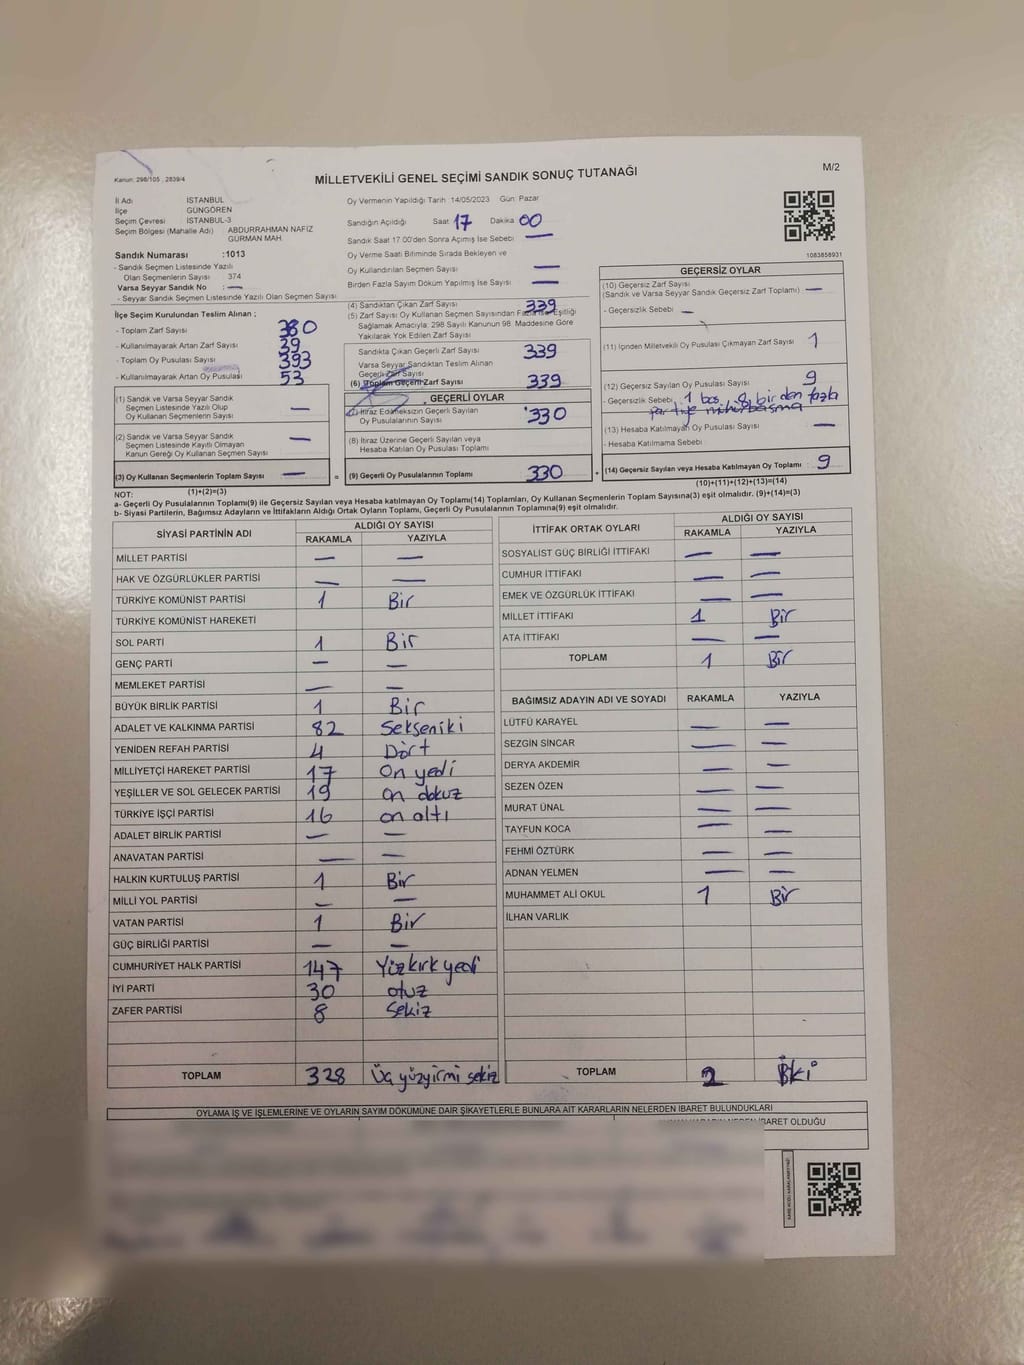 Kanun: 298/105 , 2839/4
MİLLETVEKİLİ GENEL SEÇİMİ SANDIK SONUÇ TUTANAĞI
M/2
İl Adı İSTANBUL
İlçe GÜNGÖREN
Seçim Çevresi İSTANBUL-3
Seçim Bölgesi (Mahalle Adı) ABDURRAHMAN NAFİZ GÜRMAN MAH.
Sandık Numarası :1013
- Sandık Seçmen Listesinde Yazılı
Olan Seçmenlerin Sayısı 374
Varsa Seyyar Sandık No : —
- Seyyar Sandık Seçmen Listesinde Yazılı Olan Seçmen Sayısı
İlçe Seçim Kurulundan Teslim Alınan :
- Toplam Zarf Sayısı 380
- Kullanılmayarak Artan Zarf Sayısı 39
- Toplam Oy Pusulası Sayısı 393
- Kullanılmayarak Artan Oy Pusulası 53
(1) Sandık ve Varsa Seyyar Sandık
Seçmen Listesinde Yazılı Olup
Oy Kullanan Seçmenlerin Sayısı —
(2) Sandık ve Varsa Seyyar Sandık
Seçmen Listesinde Kayıtlı Olmayan
Kanun Gereği Oy Kullanan Seçmen Sayısı —
(3) Oy Kullanan Seçmenlerin Toplam Sayısı —
(1)+(2)=(3)
Oy Vermenin Yapıldığı Tarih 14/05/2023 Gün: Pazar
Sandığın Açıldığı Saat 17 Dakika 00
Sandık Saat 17:00'den Sonra Açımış İse Sebebi —
Oy Verme Saati Bitiminde Sırada Bekleyen ve
Oy Kullandırılan Seçmen Sayısı —
Birden Fazla Sayım Döküm Yapılmış İse Sayısı —
(4) Sandıktan Çıkan Zarf Sayısı 339
(5) Zarf Sayısı Oy Kullanan Seçmen Sayısından Fazla İse Eşitliği
Sağlamak Amacıyla; 298 Sayılı Kanunun 98. Maddesine Göre
Yakılarak Yok Edilen Zarf Sayısı
Sandıkta Çıkan Geçerli Zarf Sayısı 339
Varsa Seyyar Sandıktan Teslim Alınan
Geçerli Zarf Sayısı
(6) Toplam Geçerli Zarf Sayısı 339
GEÇERLİ OYLAR
(7) İtiraz Edilmeksizin Geçerli Sayılan
Oy Pusulalarının Sayısı 330
(8) İtiraz Üzerine Geçerli Sayılan veya
Hesaba Katılan Oy Pusulası Toplamı
= (9) Geçerli Oy Pusulalarının Toplamı 330 +
1083858931
GEÇERSİZ OYLAR
(10) Geçersiz Zarf Sayısı
(Sandık ve Varsa Seyyar Sandık Geçersiz Zarf Toplamı) —
- Geçersizlik Sebebi —
(11) İçinden Milletvekili Oy Pusulası Çıkmayan Zarf Sayısı 1
(12) Geçersiz Sayılan Oy Pusulası Sayısı 9
- Geçersizlik Sebebi 1 boş 8 birden fazla
partiye mühür basma
(13) Hesaba Katılmayan Oy Pusulası Sayısı —
- Hesaba Katılmama Sebebi
(14) Geçersiz Sayılan veya Hesaba Katılmayan Oy Toplamı 9
(10)+(11)+(12)+(13)=(14)
NOT:
a- Geçerli Oy Pusulalarının Toplamı(9) ile Geçersiz Sayılan veya Hesaba katılmayan Oy Toplamı(14) Toplamları, Oy Kullanan Seçmenlerin Toplam Sayısına(3) eşit olmalıdır. (9)+(14)=(3)
b- Siyasi Partilerin, Bağımsız Adayların ve İttifakların Aldığı Ortak Oyların Toplamı, Geçerli Oy Pusulalarının Toplamına(9) eşit olmalıdır.
SİYASİ PARTİNİN ADI ALDIĞI OY SAYISI
RAKAMLA YAZIYLA
MİLLET PARTİSİ — —
HAK VE ÖZGÜRLÜKLER PARTİSİ — —
TÜRKİYE KOMÜNİST PARTİSİ 1 Bir
TÜRKİYE KOMÜNİST HAREKETİ
SOL PARTİ 1 Bir
GENÇ PARTİ — —
MEMLEKET PARTİSİ — —
BÜYÜK BİRLİK PARTİSİ 1 Bir
ADALET VE KALKINMA PARTİSİ 82 Sekseniki
YENİDEN REFAH PARTİSİ 4 Dört
MİLLİYETÇİ HAREKET PARTİSİ 17 On yedi
YEŞİLLER VE SOL GELECEK PARTİSİ 19 on dokuz
TÜRKİYE İŞÇİ PARTİSİ 16 on altı
ADALET BİRLİK PARTİSİ — —
ANAVATAN PARTİSİ — —
HALKIN KURTULUŞ PARTİSİ 1 Bir
MİLLİ YOL PARTİSİ — —
VATAN PARTİSİ 1 Bir
GÜÇ BİRLİĞİ PARTİSİ — —
CUMHURİYET HALK PARTİSİ 147 Yüzkırkyedi
İYİ PARTİ 30 otuz
ZAFER PARTİSİ 8 Sekiz
TOPLAM 328 Üç yüzyirmi sekiz
İTTİFAK ORTAK OYLARI ALDIĞI OY SAYISI
RAKAMLA YAZIYLA
SOSYALİST GÜÇ BİRLİĞİ İTTİFAKI — —
CUMHUR İTTİFAKI — —
EMEK VE ÖZGÜRLÜK İTTİFAKI — —
MİLLET İTTİFAKI 1 Bir
ATA İTTİFAKI — —
TOPLAM 1 Bir
BAĞIMSIZ ADAYIN ADI VE SOYADI RAKAMLA YAZIYLA
LÜTFÜ KARAYEL — —
SEZGİN SİNCAR — —
DERYA AKDEMİR — —
SEZEN ÖZEN — —
MURAT ÜNAL — —
TAYFUN KOCA — —
FEHMİ ÖZTÜRK — —
ADNAN YELMEN — —
MUHAMMET ALİ OKUL 1 Bir
İLHAN VARLIK
TOPLAM 2 İki
OYLAMA İŞ VE İŞLEMLERİNE VE OYLARIN SAYIM DÖKÜMÜNE DAİR ŞİKAYETLERLE BUNLARA AİT KARARLARIN NELERDEN İBARET BULUNDUKLARI
İBARET OLDUĞU